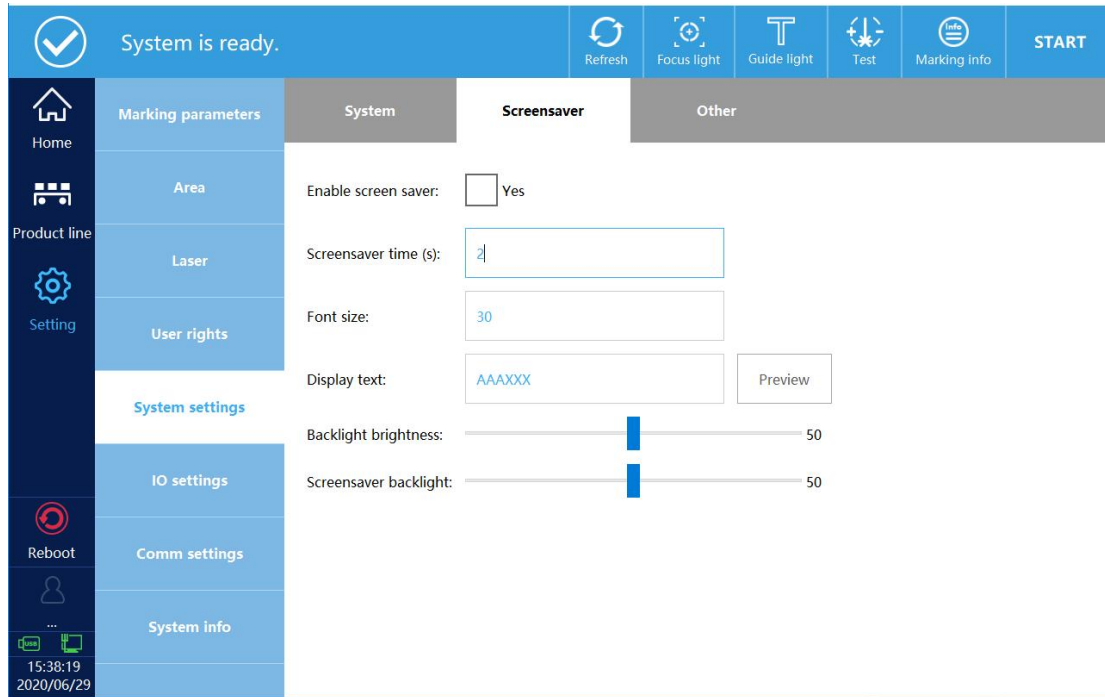 System is ready.
Refresh
Focus light
Guide light
Test
Info
Marking info
START
Home
Product line
Setting
Reboot
...
USB
15:38:19
2020/06/29
Marking parameters
Area
Laser
User rights
System settings
IO settings
Comm settings
System info
System
Screensaver
Other
Enable screen saver: Yes
Screensaver time (s): 2
Font size: 30
Display text: AAAXXX Preview
Backlight brightness: 50
Screensaver backlight: 50